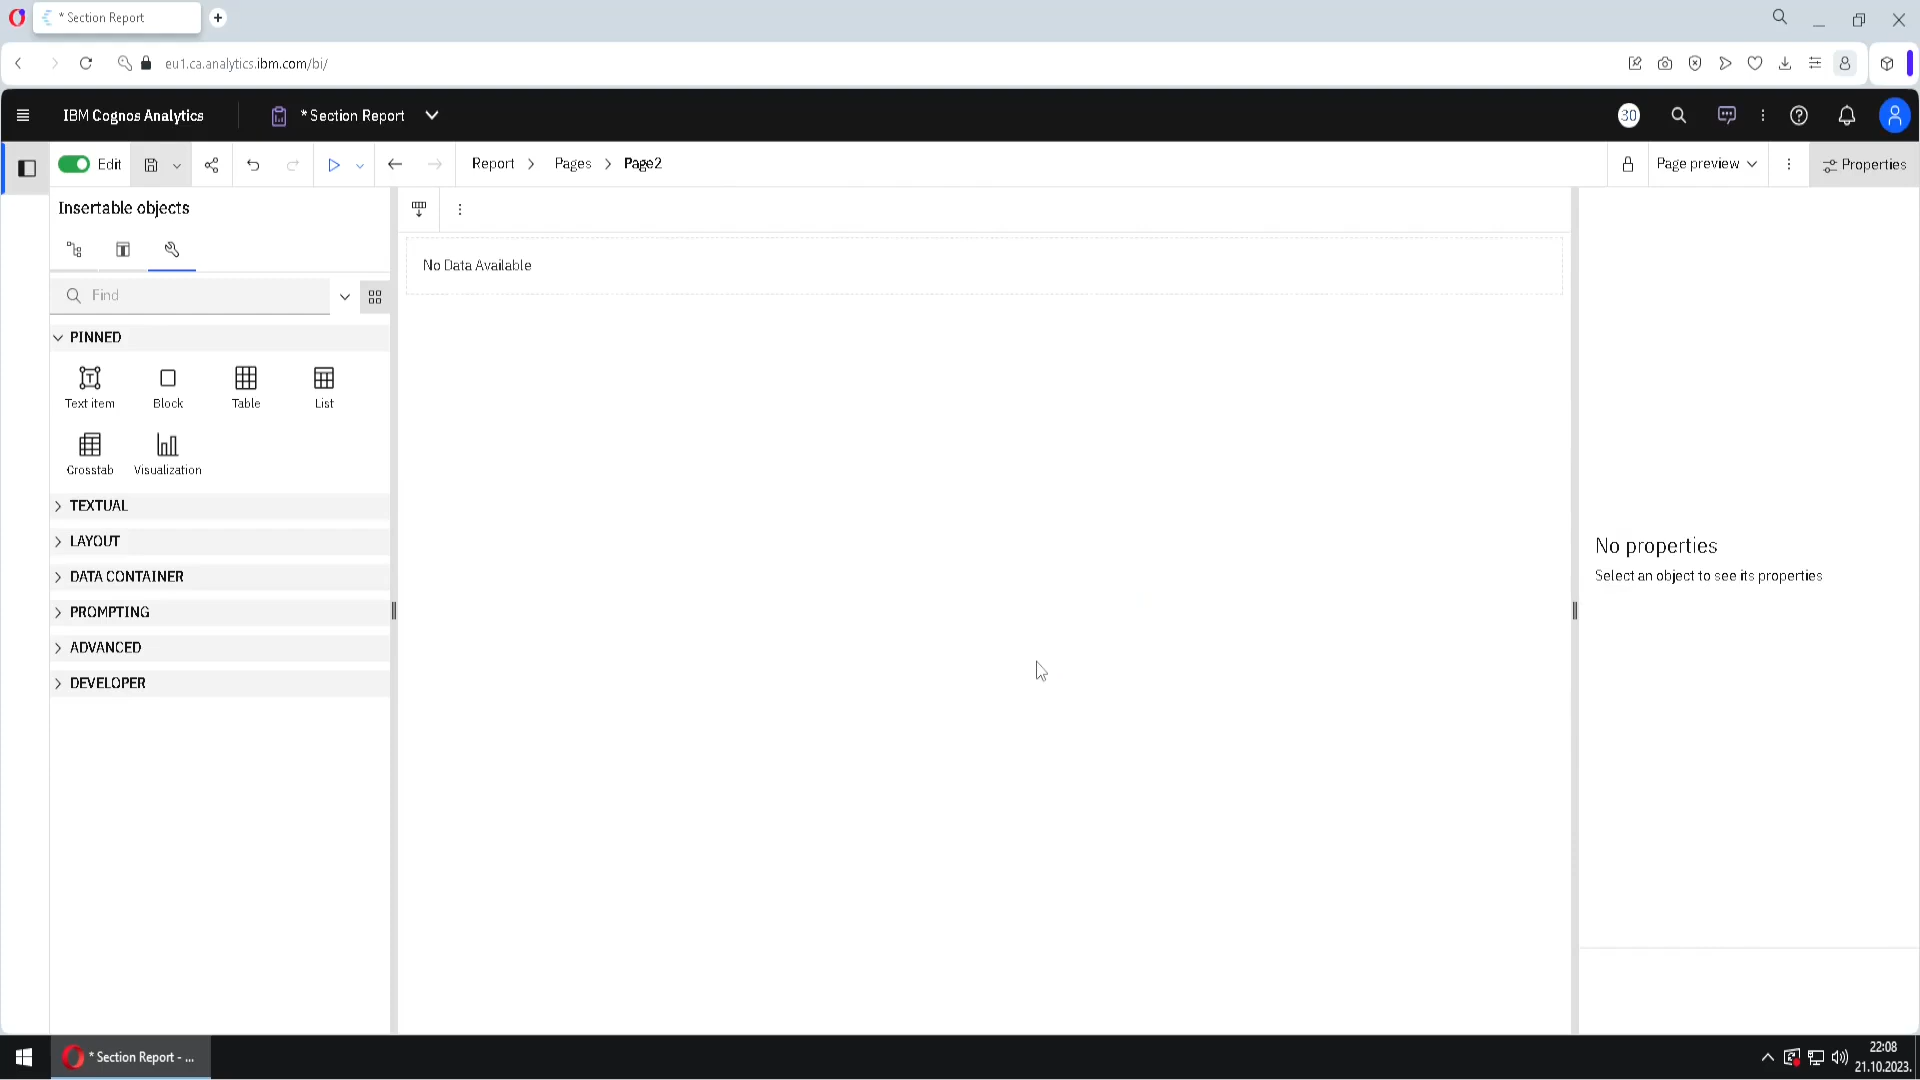 * Section Report
eu1.ca.analytics.ibm.com/bi/
IBM Cognos Analytics
* Section Report
30
Edit
Report > Pages > Page2
Page preview
Properties
Insertable objects
No Data Available
Find
PINNED
Text item
Block
Table
List
Crosstab
Visualization
TEXTUAL
LAYOUT
DATA CONTAINER
PROMPTING
ADVANCED
DEVELOPER
No properties
Select an object to see its properties
* Section Report - ...
22:08
21.10.2023.